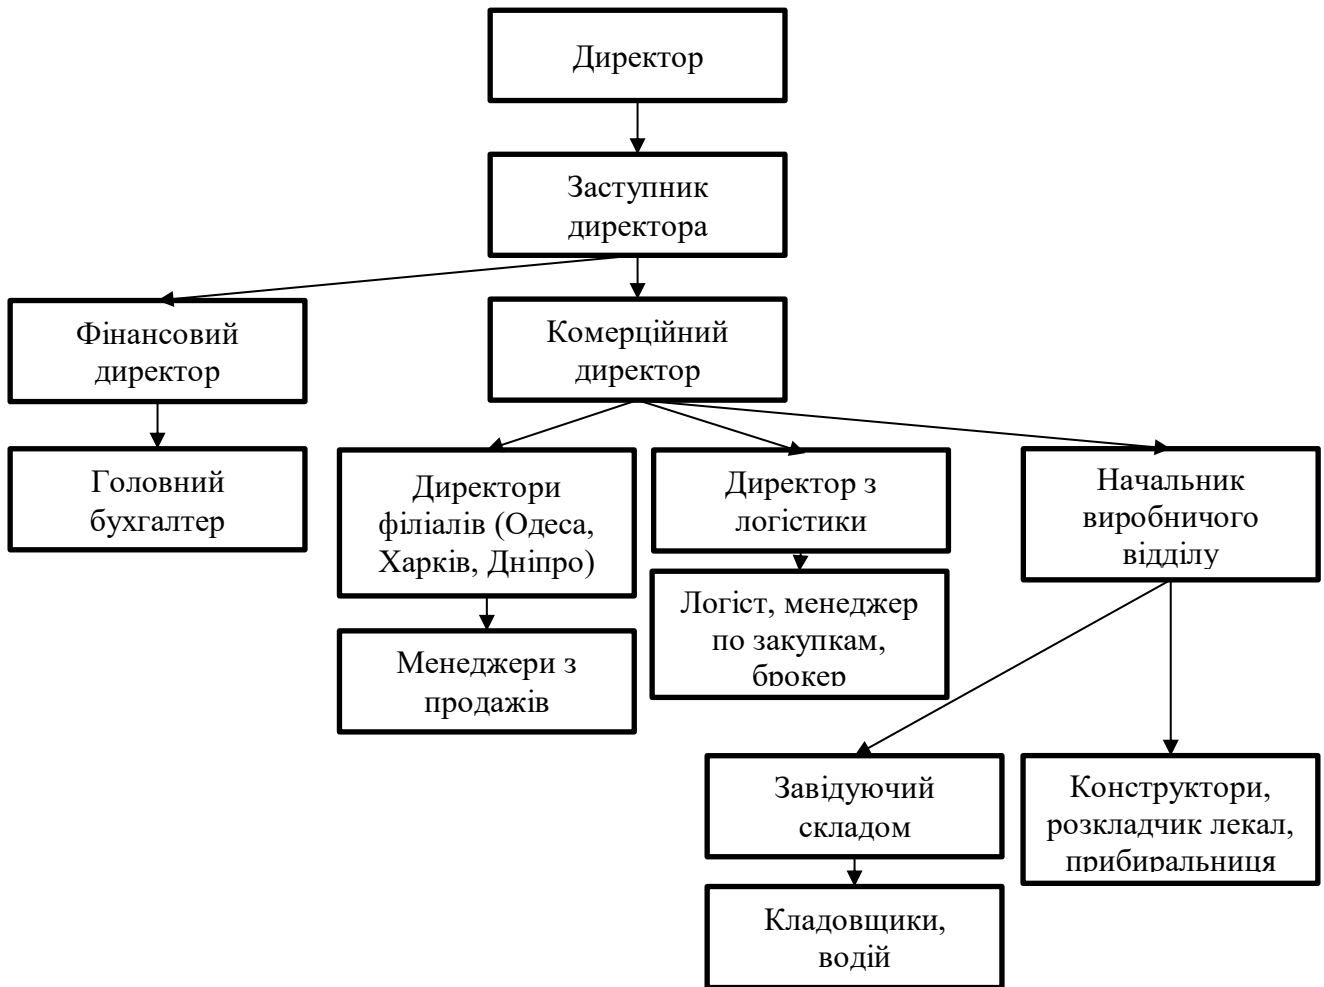 Директор
Заступник
директора
Фінансовий
директор
Комерційний
директор
Головний
бухгалтер
Директори
філіалів (Одеса,
Харків, Дніпро)
Директор з
логістики
Начальник
виробничого
відділу
Логіст, менеджер
по закупкам,
брокер
Менеджери з
продажів
Завідуючий
складом
Конструктори,
розкладчик лекал,
прибиральниця
Кладовщики,
водій